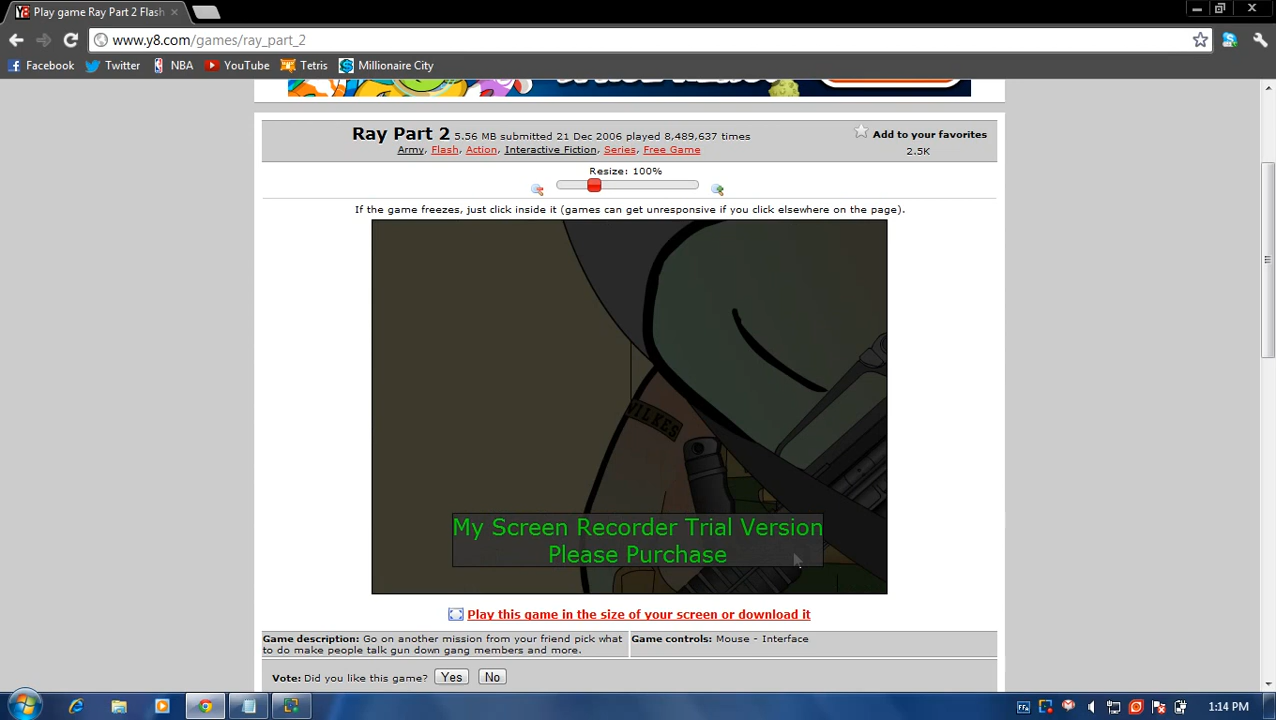 Play game Ray Part 2 Flash
www.y8.com/games/ray_part_2
Facebook Twitter NBA YouTube Tetris Millionaire City
Ray Part 2 5.56 MB submitted 21 Dec 2006 played 8,489,637 times
Army, Flash, Action, Interactive Fiction, Series, Free Game
Add to your favorites
2.5K
Resize: 100%
If the game freezes, just click inside it (games can get unresponsive if you click elsewhere on the page).
WILKES
My Screen Recorder Trial Version
Please Purchase
Play this game in the size of your screen or download it
Game description: Go on another mission from your friend pick what
to do make people talk gun down gang members and more.
Game controls: Mouse - Interface
Vote: Did you like this game? Yes No
1:14 PM